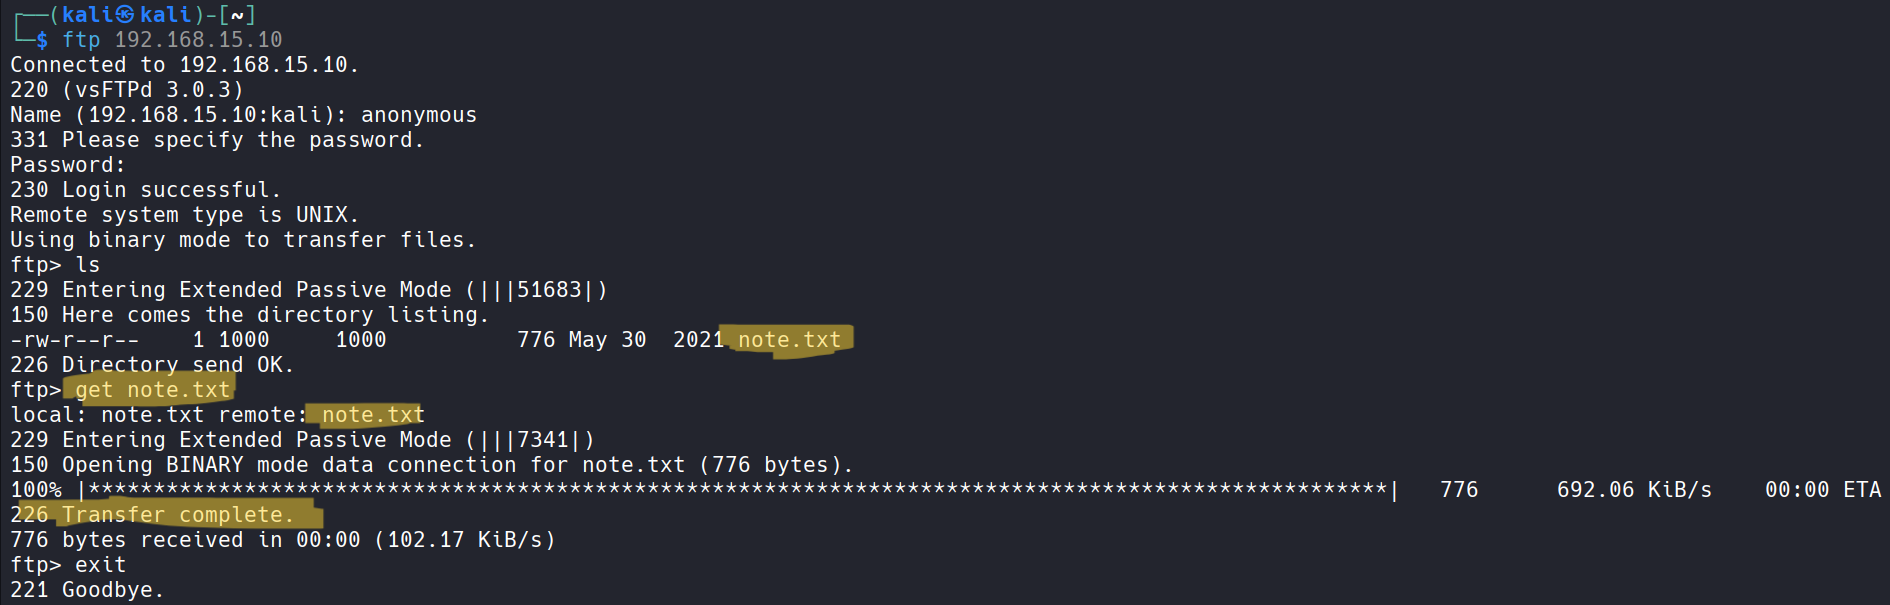 ┌──(kali㉿kali)-[~]
└─$ ftp 192.168.15.10
Connected to 192.168.15.10.
220 (vsFTPd 3.0.3)
Name (192.168.15.10:kali): anonymous
331 Please specify the password.
Password:
230 Login successful.
Remote system type is UNIX.
Using binary mode to transfer files.
ftp> ls
229 Entering Extended Passive Mode (|||51683|)
150 Here comes the directory listing.
-rw-r--r--    1 1000     1000          776 May 30  2021 note.txt
226 Directory send OK.
ftp> get note.txt
local: note.txt remote: note.txt
229 Entering Extended Passive Mode (|||7341|)
150 Opening BINARY mode data connection for note.txt (776 bytes).
100% |****************************************************************************************************|   776      692.06 KiB/s    00:00 ETA
226 Transfer complete.
776 bytes received in 00:00 (102.17 KiB/s)
ftp> exit
221 Goodbye.